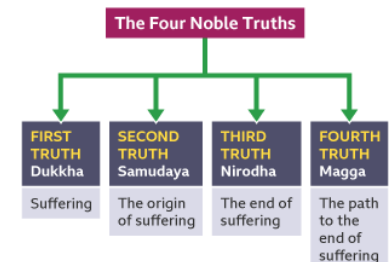 The Four Noble Truths
FIRST
TRUTH
Dukkha
Suffering
SECOND
TRUTH
Samudaya
The origin
of suffering
THIRD
TRUTH
Nirodha
The end of
suffering
FOURTH
TRUTH
Magga
The path
to the
end of
suffering